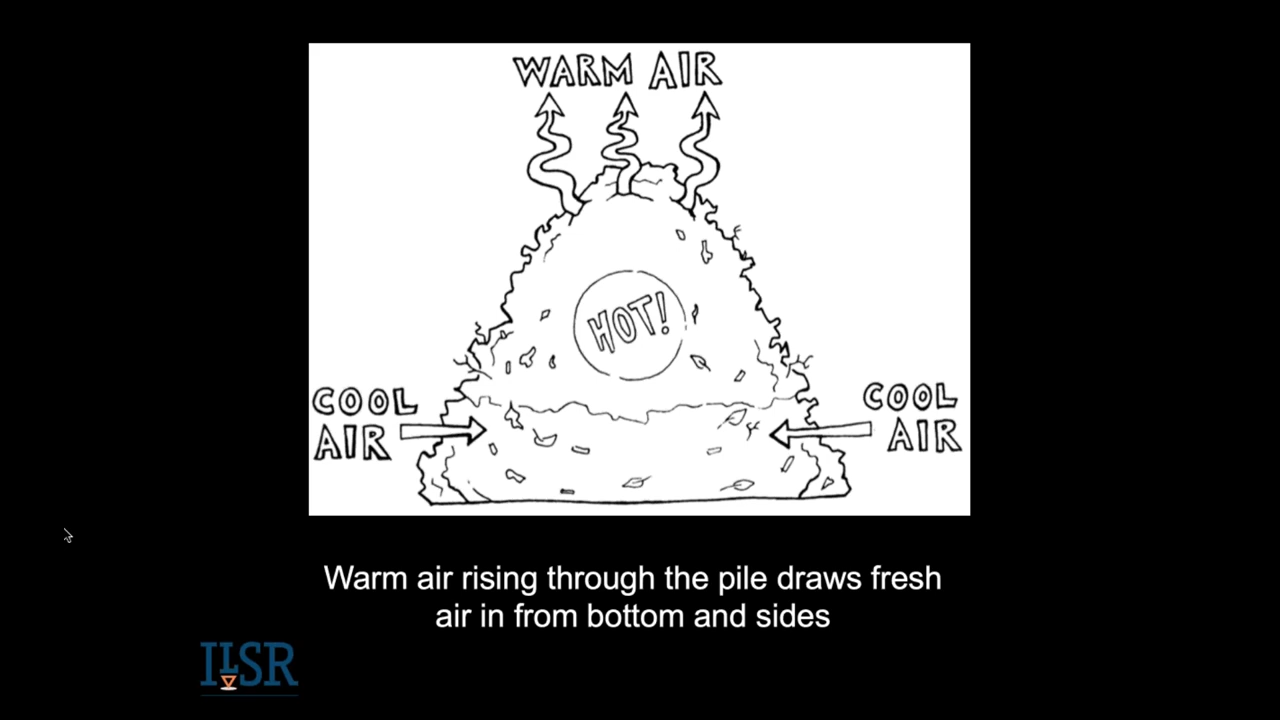 WARM AIR
HOT!
COOL
AIR
COOL
AIR
Warm air rising through the pile draws fresh
air in from bottom and sides
ILSR